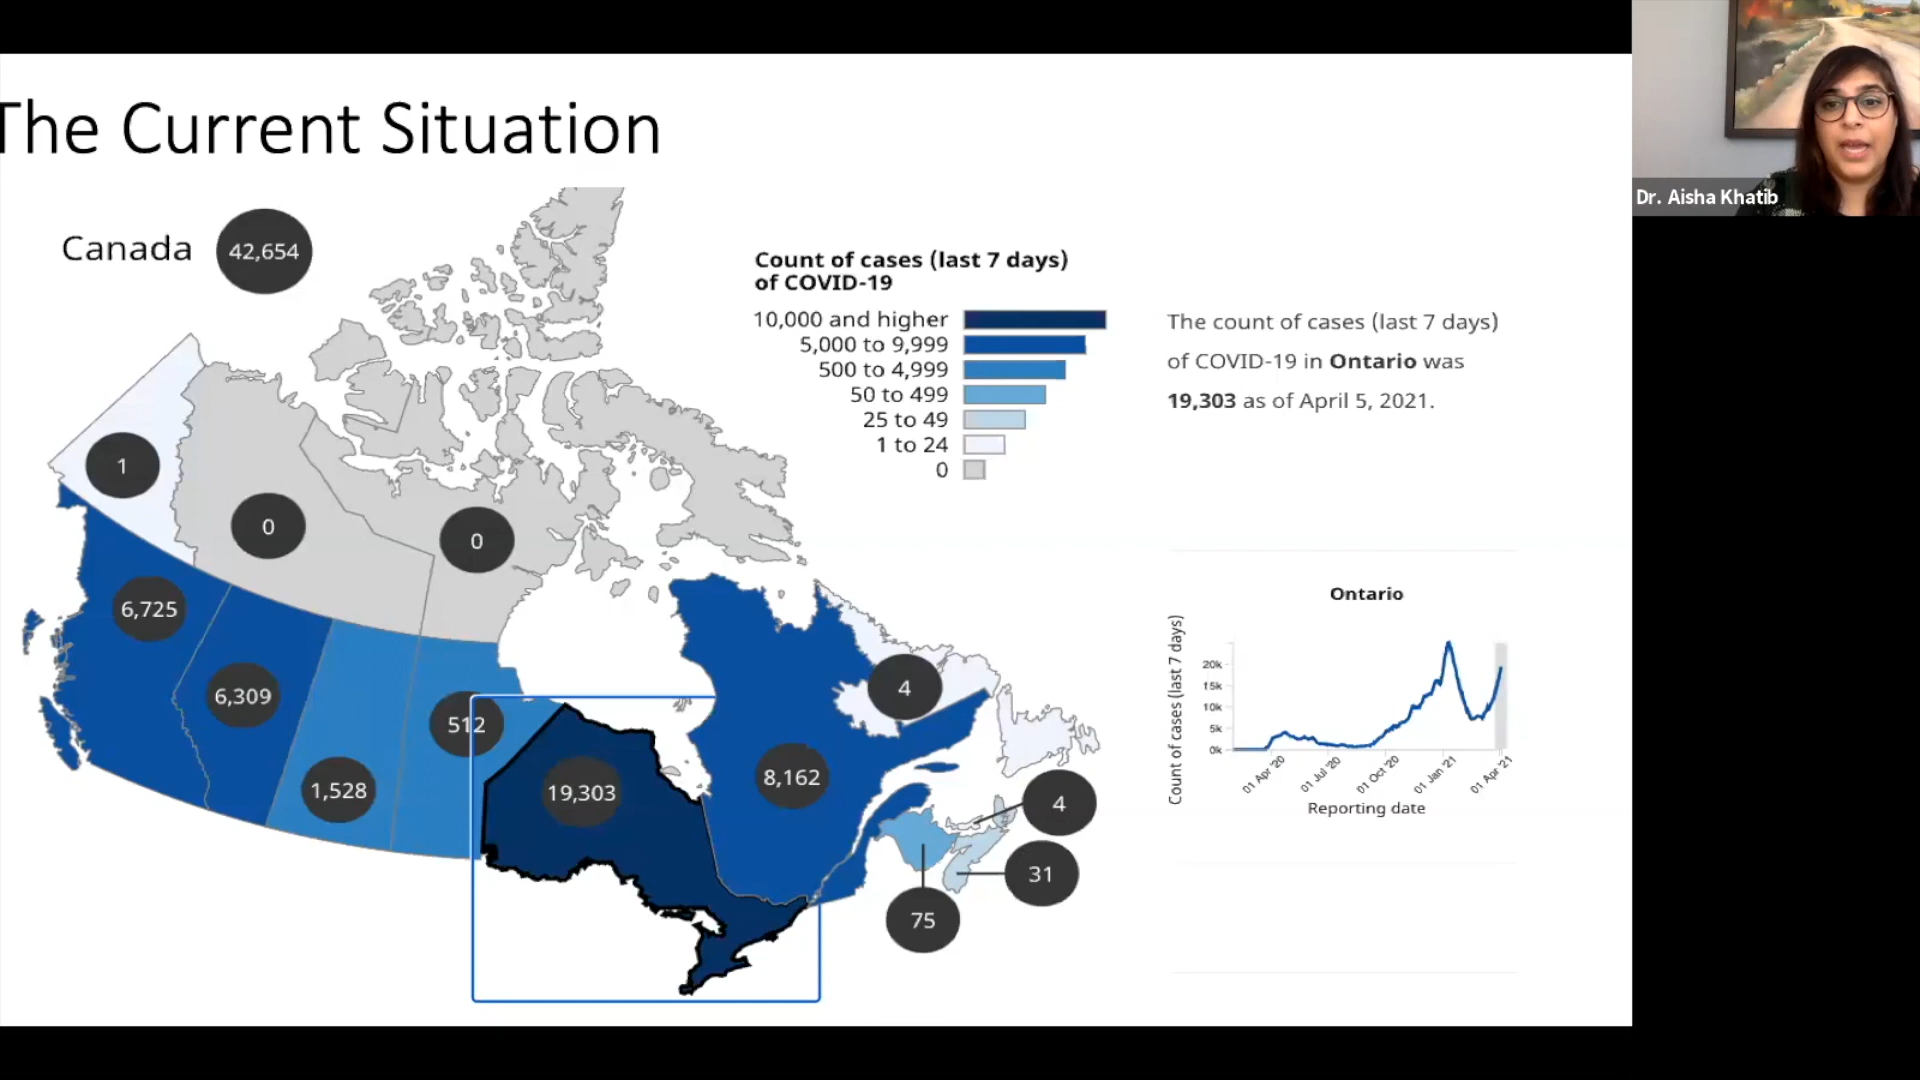 The Current Situation
Canada
42,654
Count of cases (last 7 days)
of COVID-19
10,000 and higher
5,000 to 9,999
500 to 4,999
50 to 499
25 to 49
1 to 24
0
The count of cases (last 7 days)
of COVID-19 in Ontario was
19,303 as of April 5, 2021.
1
0
0
6,725
6,309
1,528
512
19,303
8,162
4
4
31
75
Ontario
Count of cases (last 7 days)
20k
15k
10k
5k
0k
01 Apr '20
01 Jul '20
01 Oct '20
01 Jan '21
01 Apr '21
Reporting date
Dr. Aisha Khatib